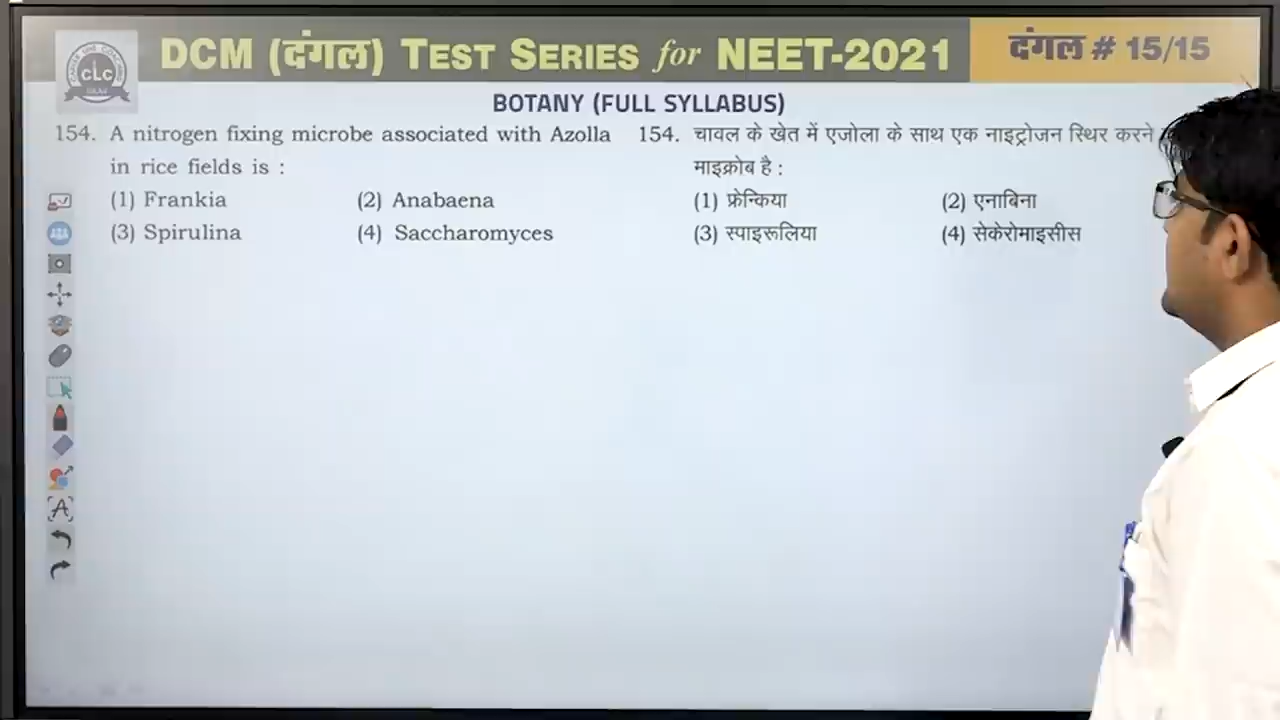 DCM (दंगल) TEST SERIES for NEET-2021
दंगल # 15/15
CLC
BOTANY (FULL SYLLABUS)
154. A nitrogen fixing microbe associated with Azolla
in rice fields is :
(1) Frankia (2) Anabaena
(3) Spirulina (4) Saccharomyces
154. चावल के खेत में एजोला के साथ एक नाइट्रोजन स्थिर करने
माइक्रोब है :
(1) फ्रेन्किया (2) एनाबिना
(3) स्पाइरूलिया (4) सेकेरोमाइसीस